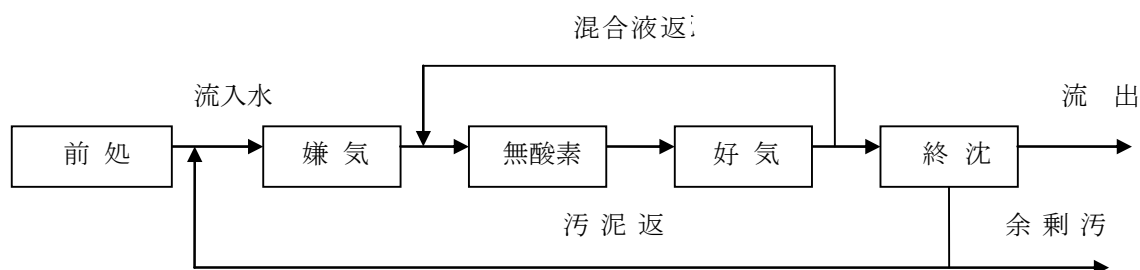 混合液返
流入水
流 出
前 処
嫌 気
無酸素
好 気
終 沈
汚 泥 返
余 剰 汚